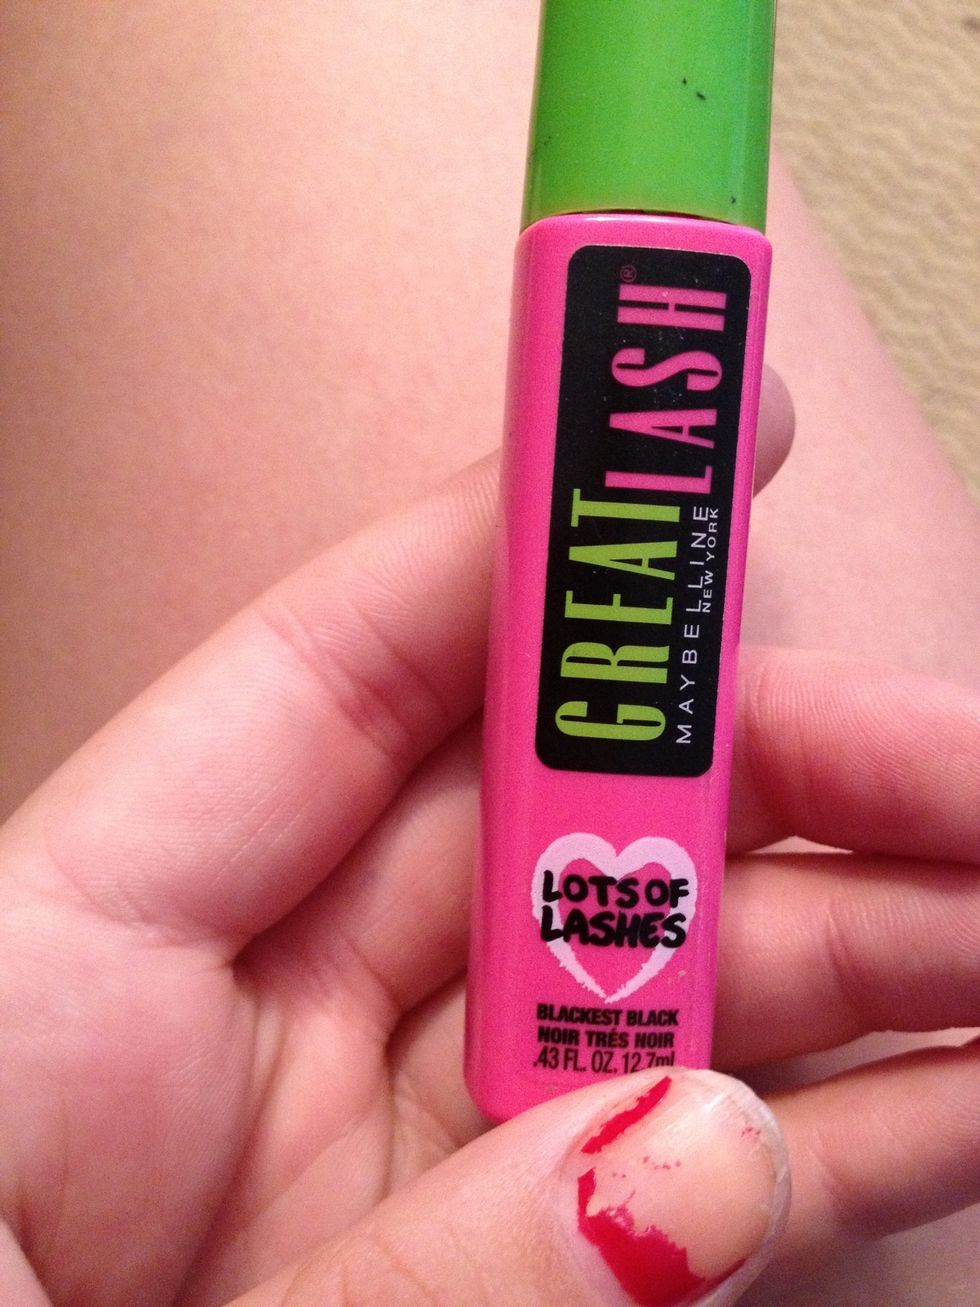 GREAT LASH®
MAYBELLINE
NEW YORK
LOTS OF
LASHES
BLACKEST BLACK
NOIR TRÉS NOIR
.43 FL. OZ. 12.7ml